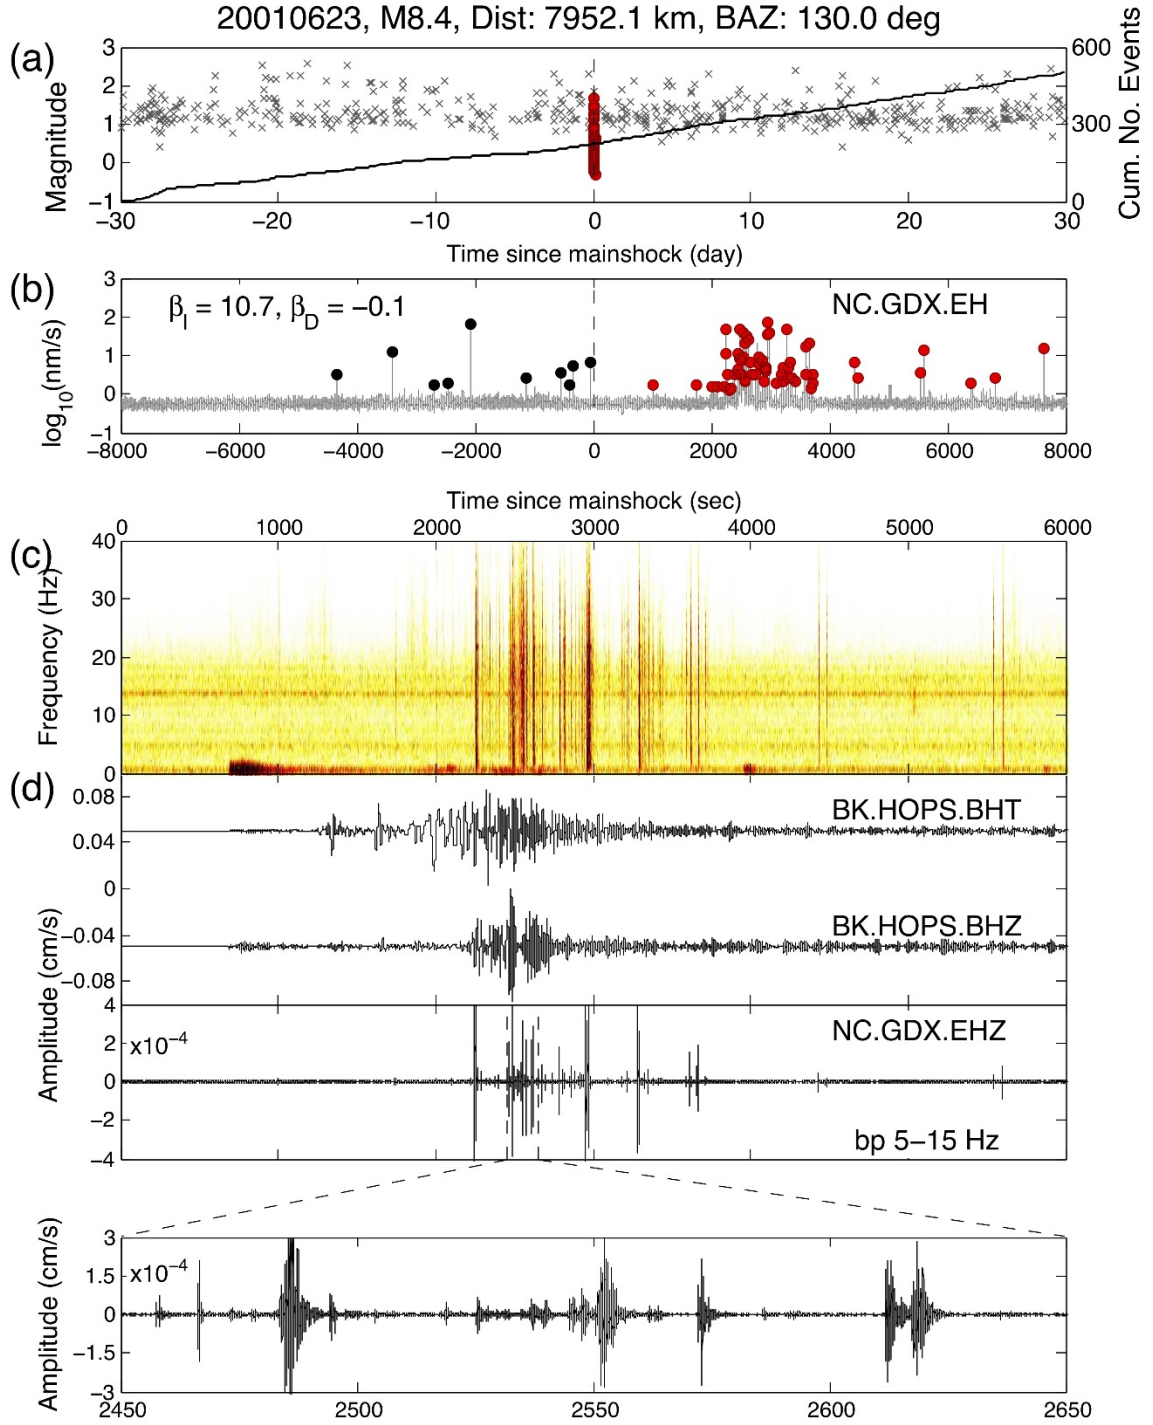 20010623, M8.4, Dist: 7952.1 km, BAZ: 130.0 deg
(a)
3
2
1
0
−1
Magnitude
600
300
0
Cum. No. Events
−30
−20
−10
0
10
20
30
Time since mainshock (day)
(b)
3
2
1
0
−1
log10(nm/s)
βI = 10.7, βD = −0.1
NC.GDX.EH
−8000
−6000
−4000
−2000
0
2000
4000
6000
8000
Time since mainshock (sec)
0
1000
2000
3000
4000
5000
6000
(c)
40
30
20
10
0
Frequency (Hz)
(d)
0.08
0.04
0
−0.04
−0.08
BK.HOPS.BHT
BK.HOPS.BHZ
Amplitude (cm/s)
4
2
0
−2
−4
x10−4
NC.GDX.EHZ
bp 5−15 Hz
3
1.5
0
−1.5
−3
x10−4
Amplitude (cm/s)
2450
2500
2550
2600
2650